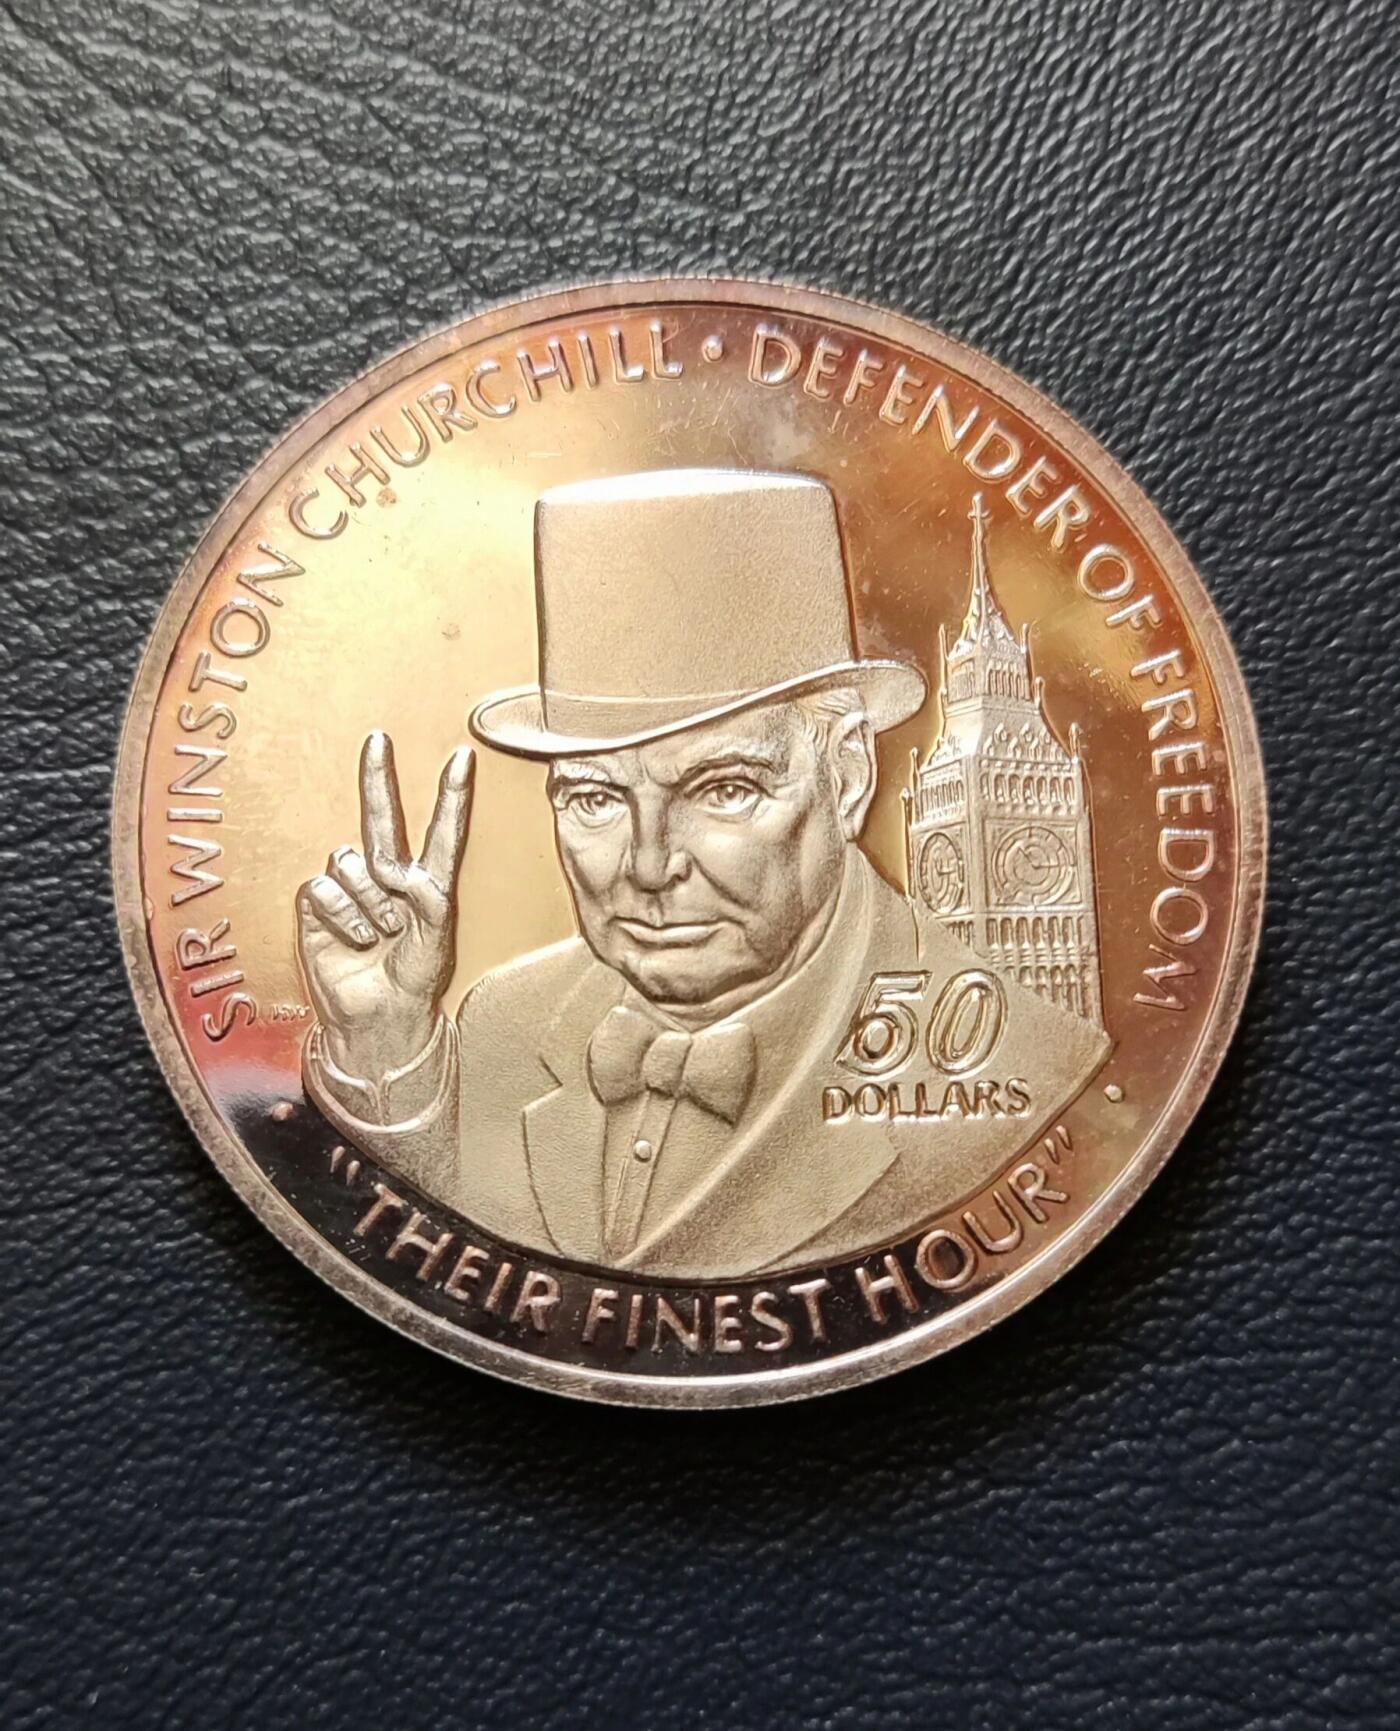 SIR WINSTON CHURCHILL • DEFENDER OF FREEDOM
50
DOLLARS
"THEIR FINEST HOUR"